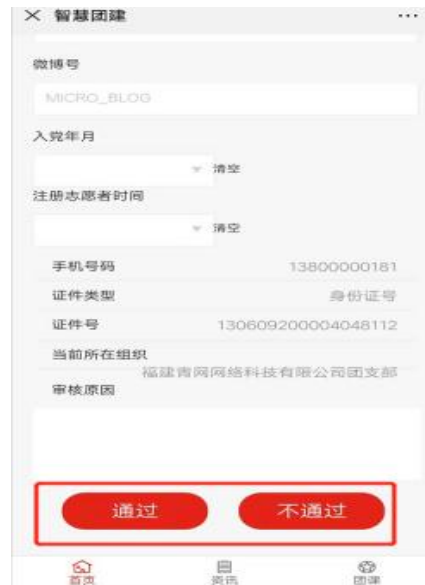 × 智慧团建 ...
微博号
MICRO_BLOG
入党年月
清空
注册志愿者时间
清空
手机号码 13800000181
证件类型 身份证号
证件号 130609200004048112
当前所在组织
福建青网网络科技有限公司团支部
审核原因
通过 不通过
首页 资讯 团课